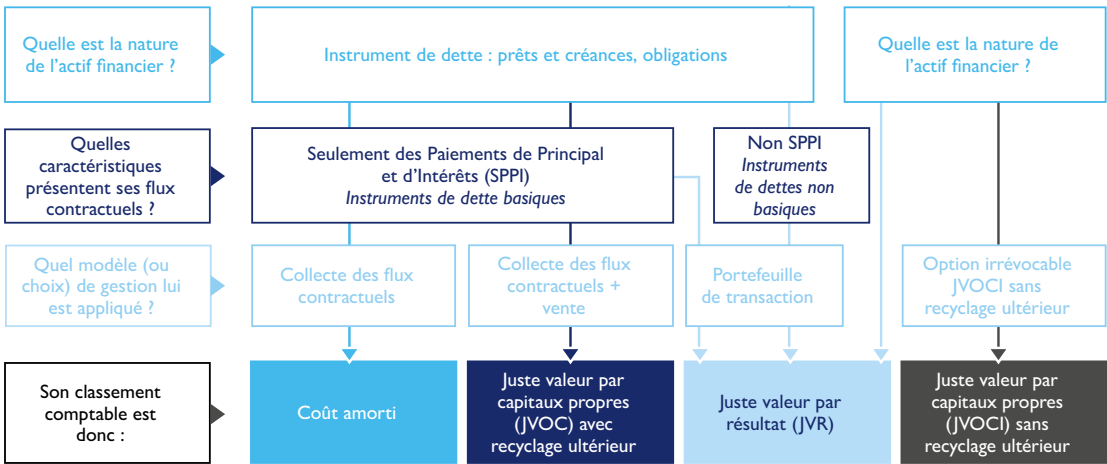 Quelle est la nature
de l'actif financier ?
Instrument de dette : prêts et créances, obligations
Quelle est la nature de
l'actif financier ?
Quelles
caractéristiques
présentent ses flux
contractuels ?
Seulement des Paiements de Principal
et d'Intérêts (SPPI)
Instruments de dette basiques
Non SPPI
Instruments
de dettes non
basiques
Quel modèle (ou
choix) de gestion lui
est appliqué ?
Collecte des flux
contractuels
Collecte des flux
contractuels +
vente
Portefeuille
de transaction
Option irrévocable
JVOCI sans
recyclage ultérieur
Son classement
comptable est
donc :
Coût amorti
Juste valeur par
capitaux propres
(JVOC) avec
recyclage ultérieur
Juste valeur par
résultat (JVR)
Juste valeur par
capitaux propres
(JVOCI) sans
recyclage ultérieur